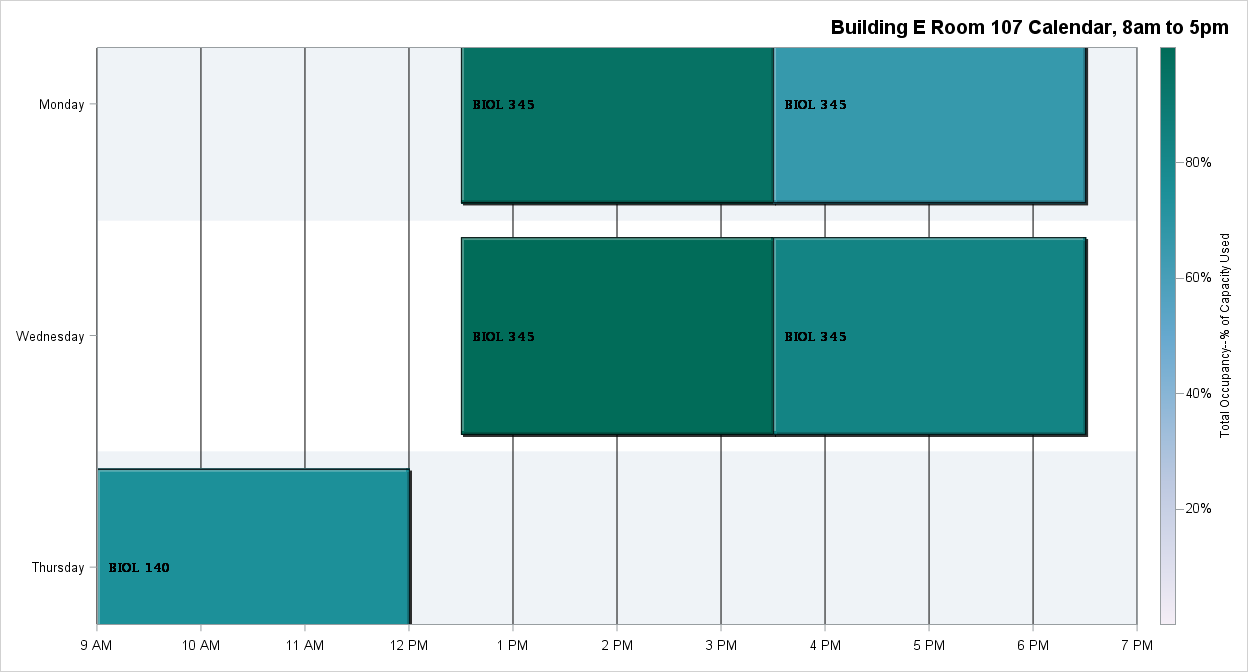 Building E Room 107 Calendar, 8am to 5pm
Monday
BIOL 345
BIOL 345
Wednesday
BIOL 345
BIOL 345
Thursday
BIOL 140
9 AM
10 AM
11 AM
12 PM
1 PM
2 PM
3 PM
4 PM
5 PM
6 PM
7 PM
80%
60%
40%
20%
Total Occupancy--% of Capacity Used